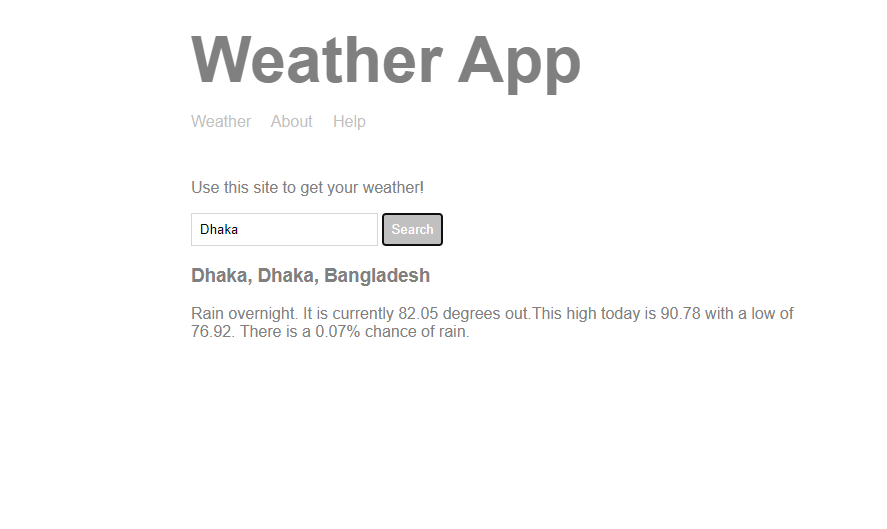 Weather App
Weather About Help
Use this site to get your weather!
Dhaka Search
Dhaka, Dhaka, Bangladesh
Rain overnight. It is currently 82.05 degrees out.This high today is 90.78 with a low of
76.92. There is a 0.07% chance of rain.